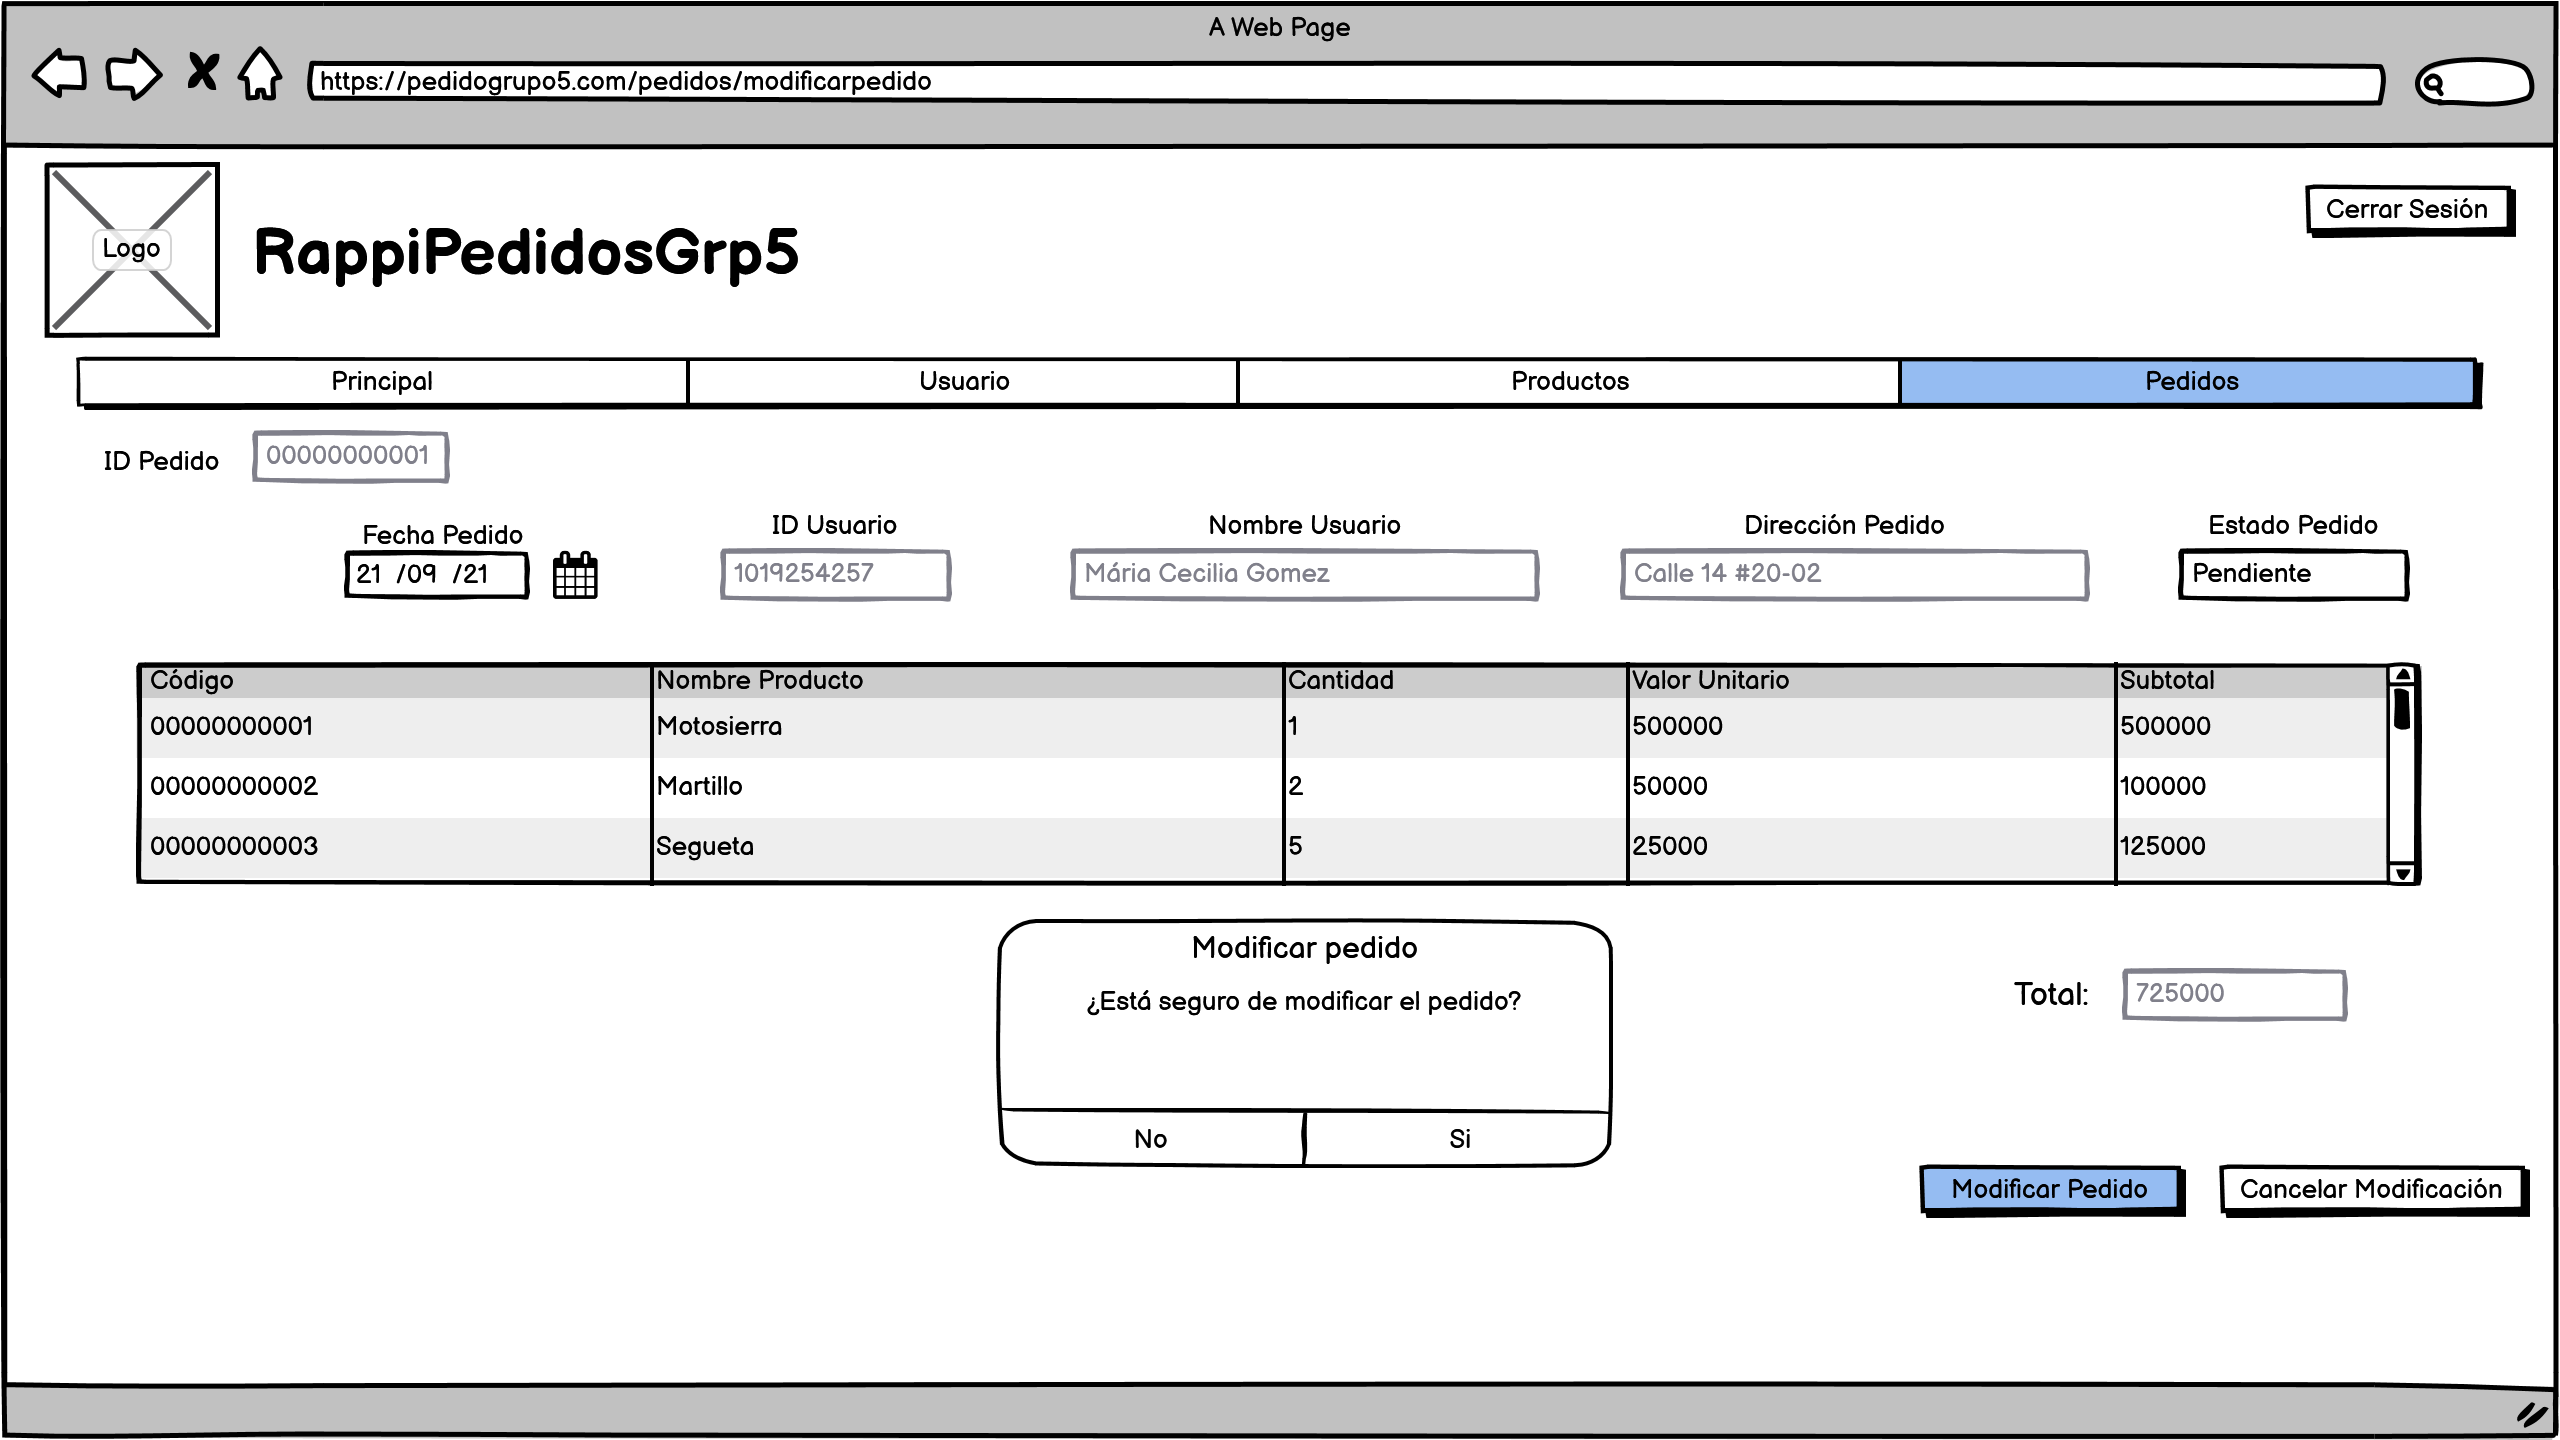 A Web Page
https://pedidogrupo5.com/pedidos/modificarpedido
Logo
RappiPedidosGrp5
Cerrar Sesión
Principal Usuario Productos Pedidos
ID Pedido 00000000001
Fecha Pedido ID Usuario Nombre Usuario Dirección Pedido Estado Pedido
21 /09 /21 1019254257 Mária Cecilia Gomez Calle 14 #20-02 Pendiente
Código Nombre Producto Cantidad Valor Unitario Subtotal
00000000001 Motosierra 1 500000 500000
00000000002 Martillo 2 50000 100000
00000000003 Segueta 5 25000 125000
Modificar pedido
¿Está seguro de modificar el pedido?
No Si
Total: 725000
Modificar Pedido Cancelar Modificación